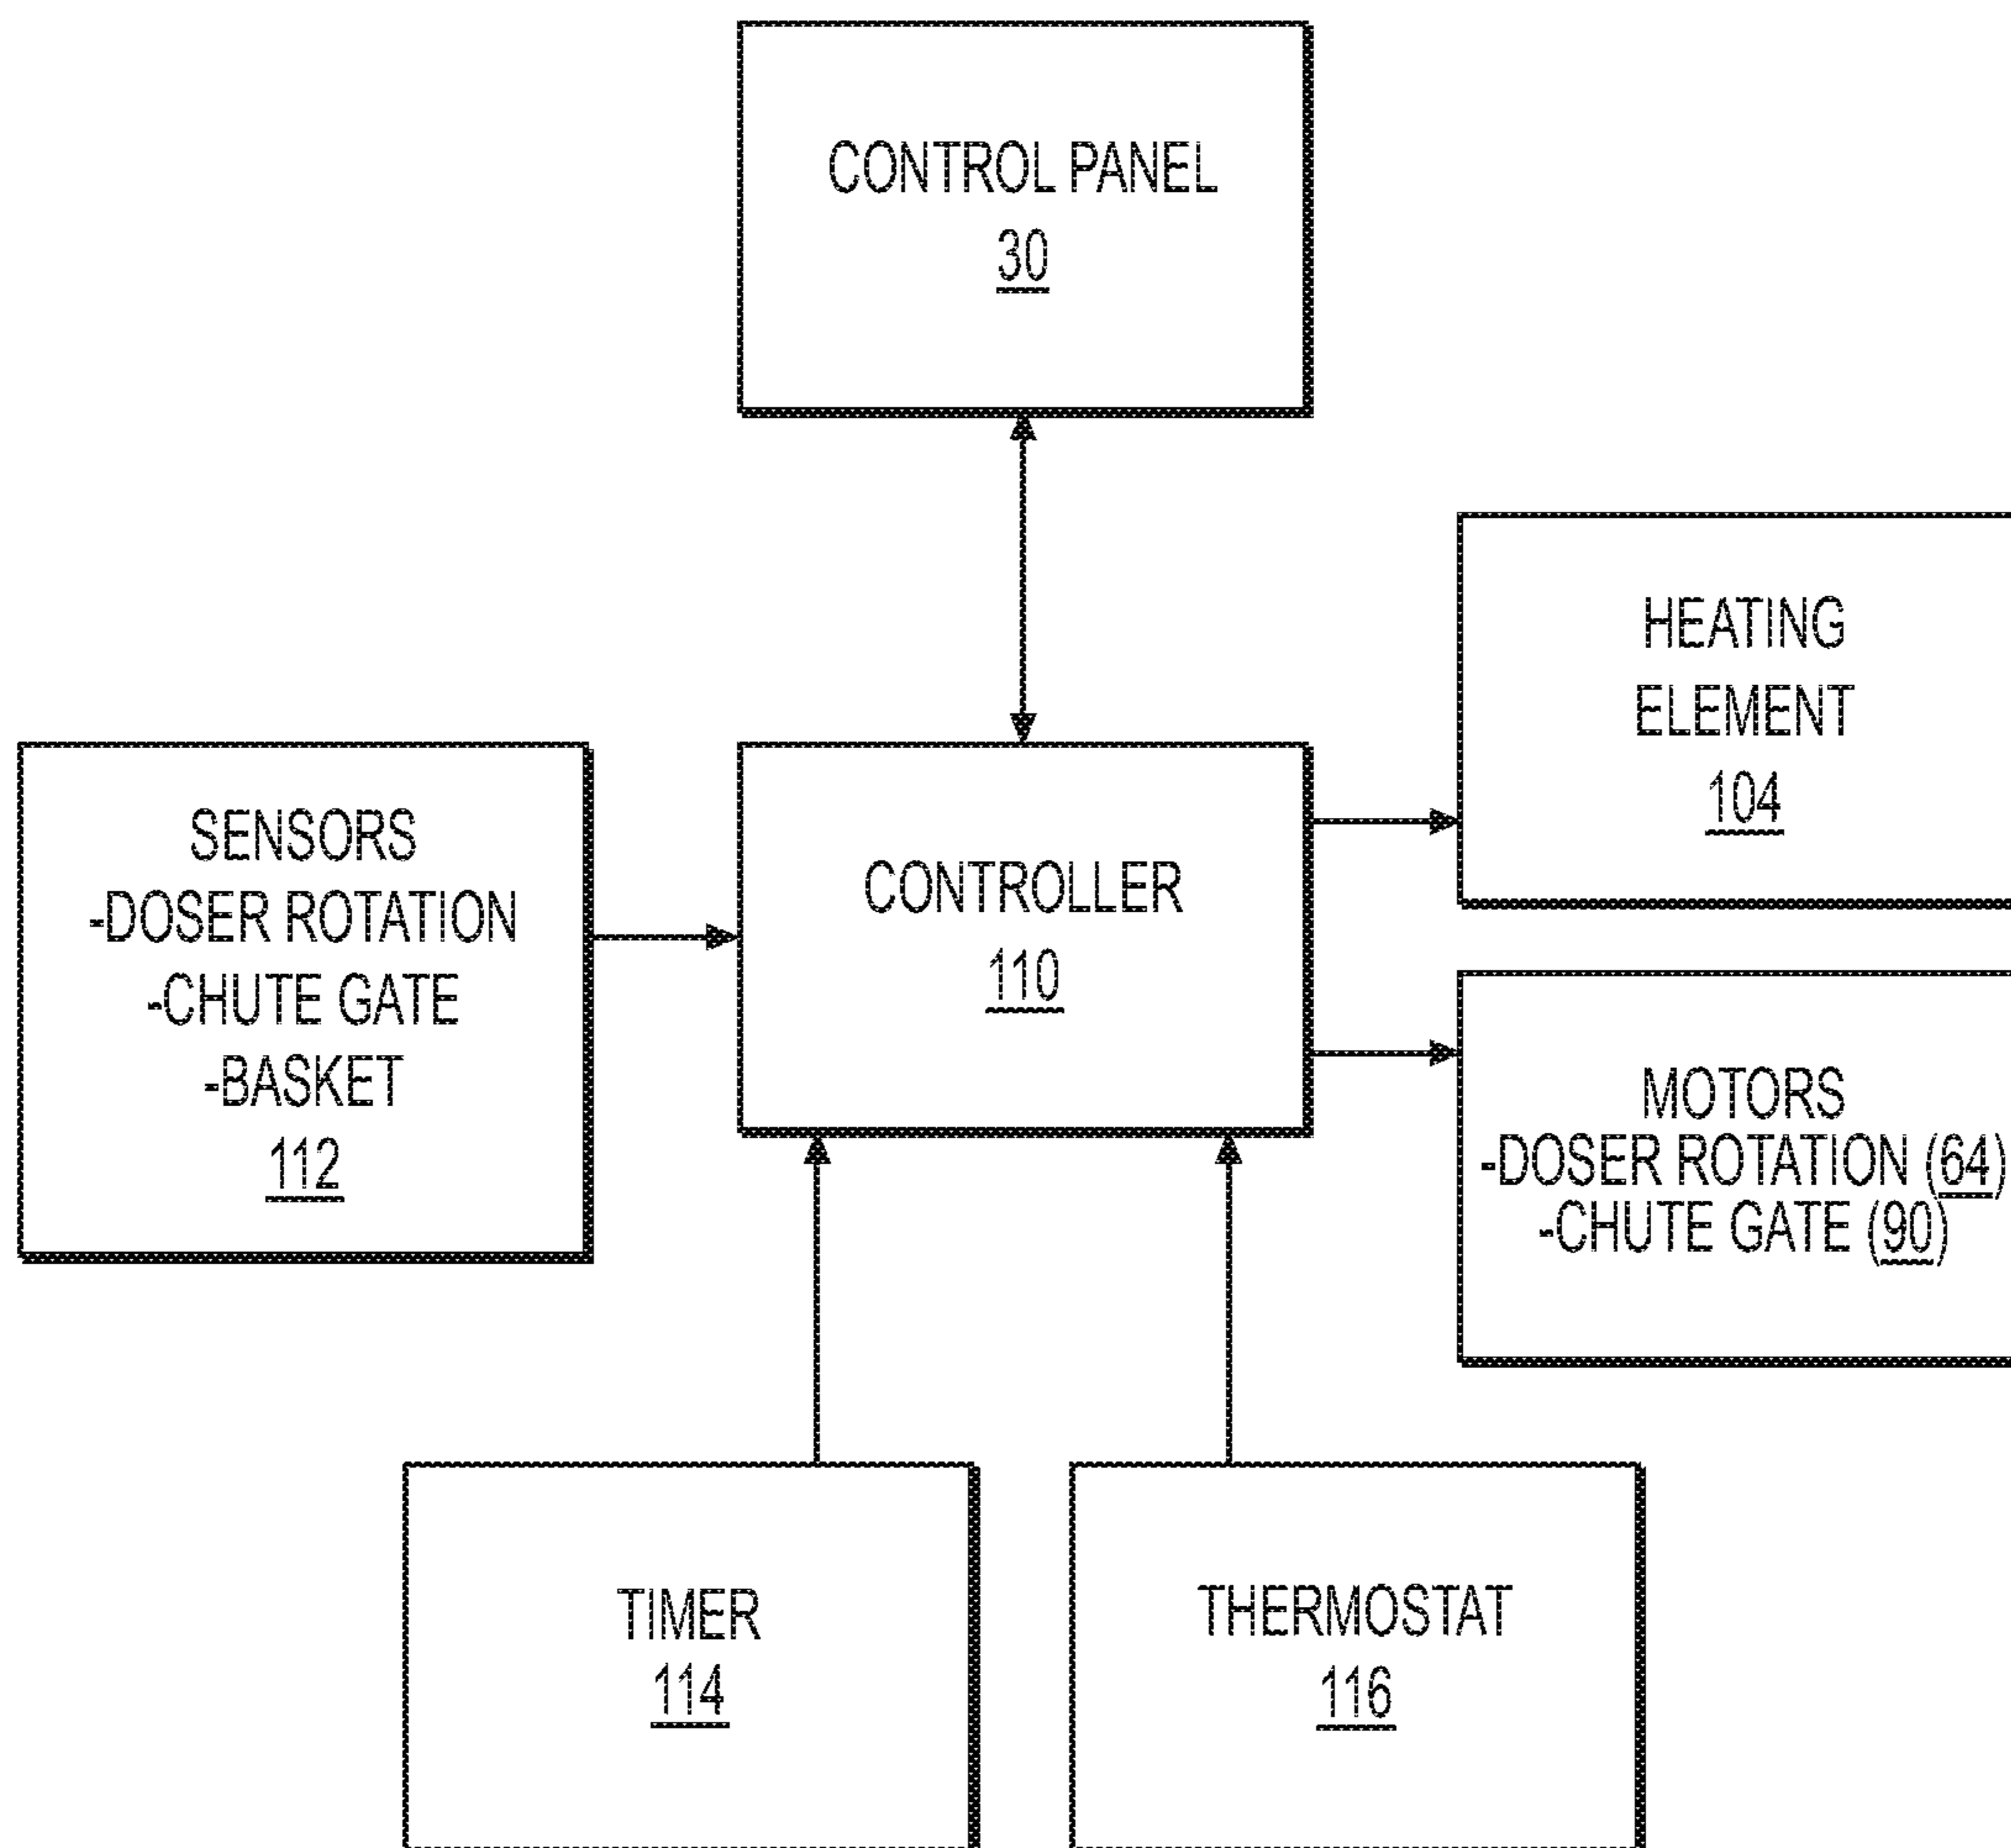 CONTROL PANEL
30
HEATING
ELEMENT
104
SENSORS
-DOSER ROTATION
-CHUTE GATE
-BASKET
112
CONTROLLER
110
MOTORS
-DOSER ROTATION (64)
-CHUTE GATE (90)
TIMER
114
THERMOSTAT
116